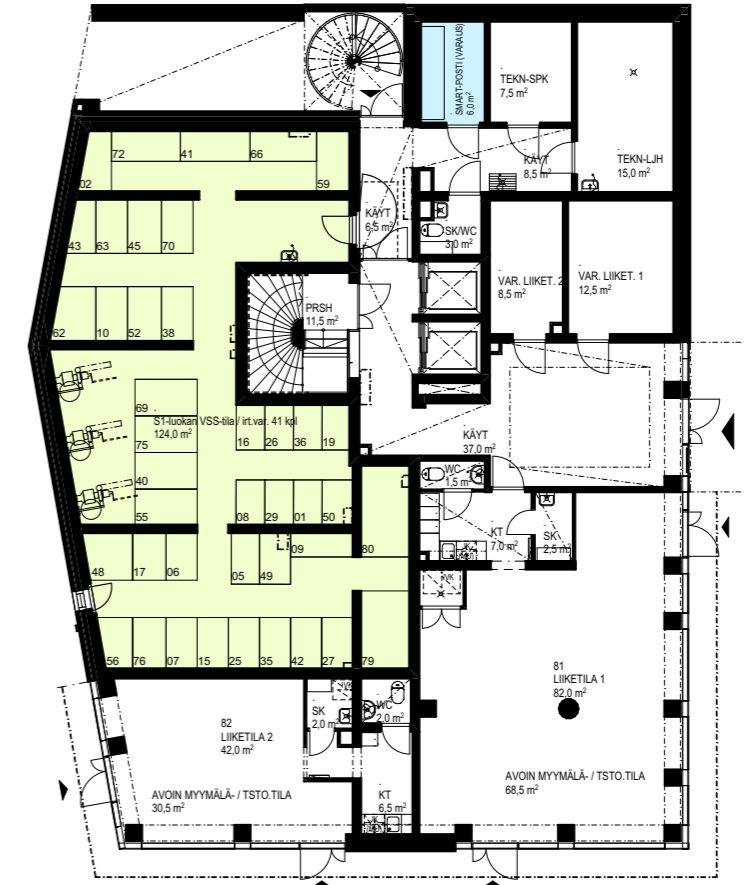 SMART-POSTI (VARAUS)
6,0 m²
TEKN-SPK
7,5 m²
TEKN-LJH
15,0 m²
KÄYT
8,5 m²
72
41
66
02
59
KÄYT
6,5 m²
SK/WC
3,0 m²
43
63
45
70
VAR. LIIKET. 2
8,5 m²
VAR. LIIKET. 1
12,5 m²
PRSH
11,5 m²
62
10
52
38
69
S1-luokan VSS-tila / irt.var. 41 kpl
124,0 m²
16
26
36
19
75
KÄYT
37,0 m²
WC
1,5 m²
40
55
08
29
01
50
KT
7,0 m²
SK
2,5 m²
09
80
48
17
06
05
49
VK
56
76
07
15
25
35
42
27
79
81
LIIKETILA 1
82,0 m²
VK
SK
2,0 m²
WC
2,0 m²
82
LIIKETILA 2
42,0 m²
AVOIN MYYMÄLÄ- / TSTO.TILA
30,5 m²
KT
6,5 m²
AVOIN MYYMÄLÄ- / TSTO.TILA
68,5 m²